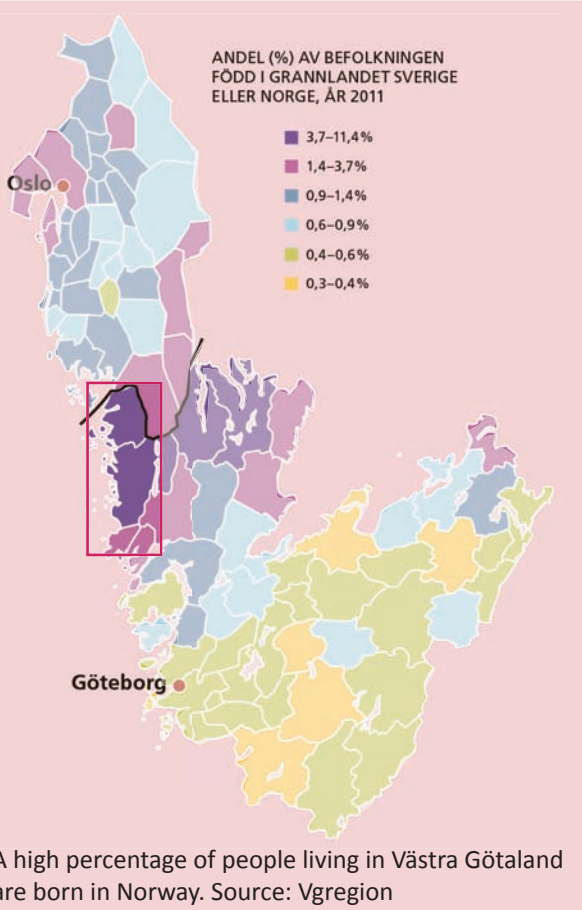 ANDEL (%) AV BEFOLKNINGEN
FÖDD I GRANNLANDET SVERIGE
ELLER NORGE, ÅR 2011
3,7–11,4%
1,4–3,7%
0,9–1,4%
0,6–0,9%
0,4–0,6%
0,3–0,4%
Oslo
Göteborg
A high percentage of people living in Västra Götaland
are born in Norway. Source: Vgregion